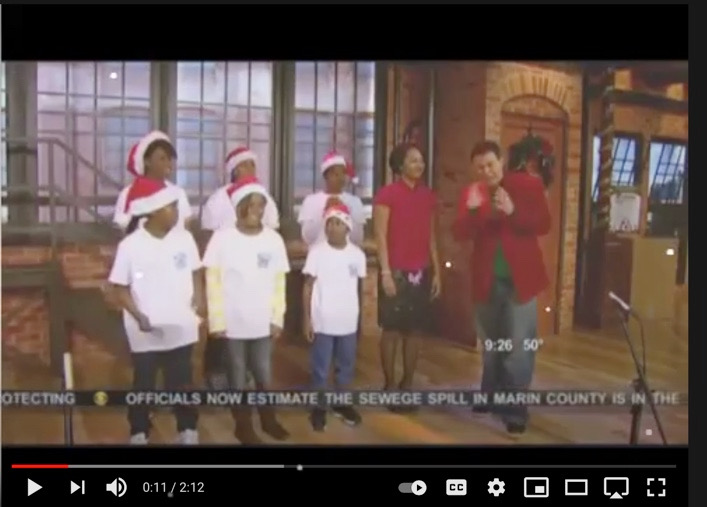 9:26 50°
OTECTING OFFICIALS NOW ESTIMATE THE SEWEGE SPILL IN MARIN COUNTY IS IN THE
0:11 / 2:12
CC